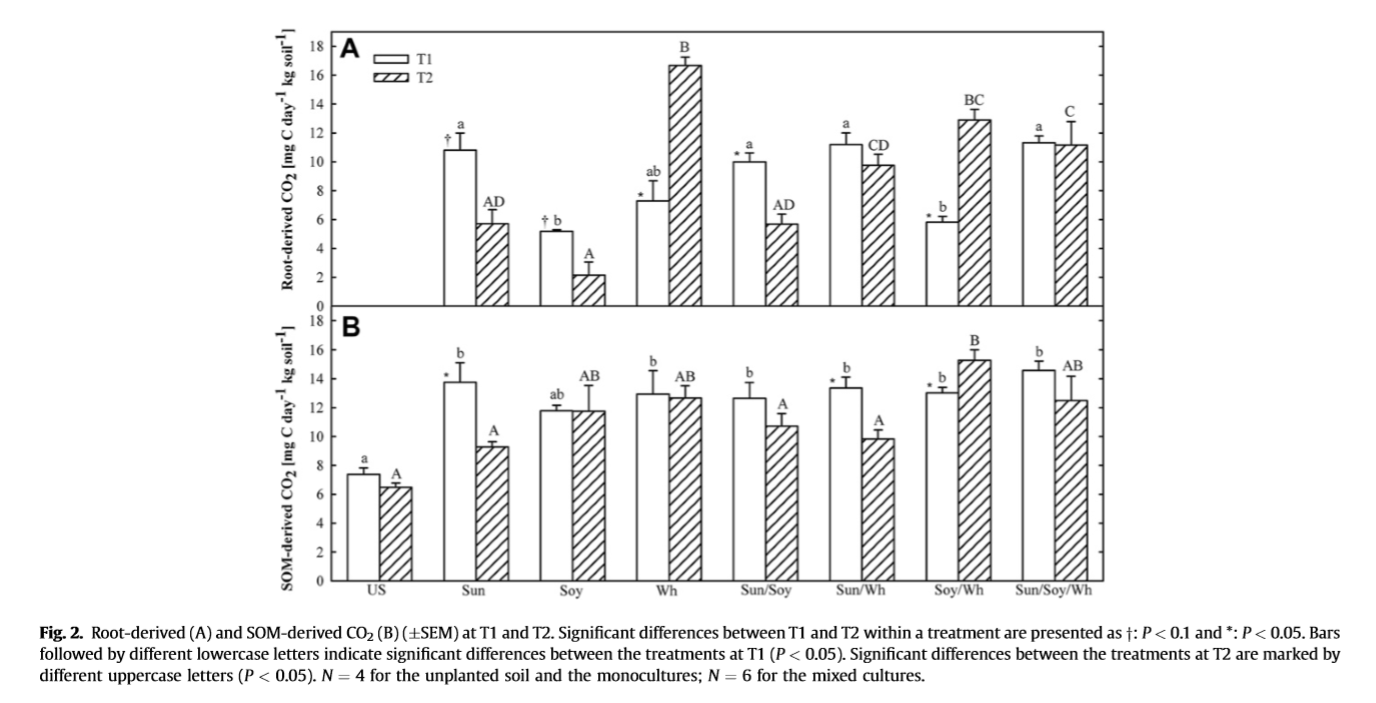 A
T1
T2
Root-derived CO2 [mg C day-1 kg soil-1]
18
16
14
12
10
8
6
4
2
0
† a
AD
† b
A
* ab
B
* a
AD
a
CD
* b
BC
a
C
B
SOM-derived CO2 [mg C day-1 kg soil-1]
18
16
14
12
10
8
6
4
2
0
a
A
* b
A
ab
AB
b
AB
b
A
* b
A
* b
B
b
AB
US Sun Soy Wh Sun/Soy Sun/Wh Soy/Wh Sun/Soy/Wh
Fig. 2. Root-derived (A) and SOM-derived CO2 (B) (±SEM) at T1 and T2. Significant differences between T1 and T2 within a treatment are presented as †: P < 0.1 and *: P < 0.05. Bars
followed by different lowercase letters indicate significant differences between the treatments at T1 (P < 0.05). Significant differences between the treatments at T2 are marked by
different uppercase letters (P < 0.05). N = 4 for the unplanted soil and the monocultures; N = 6 for the mixed cultures.